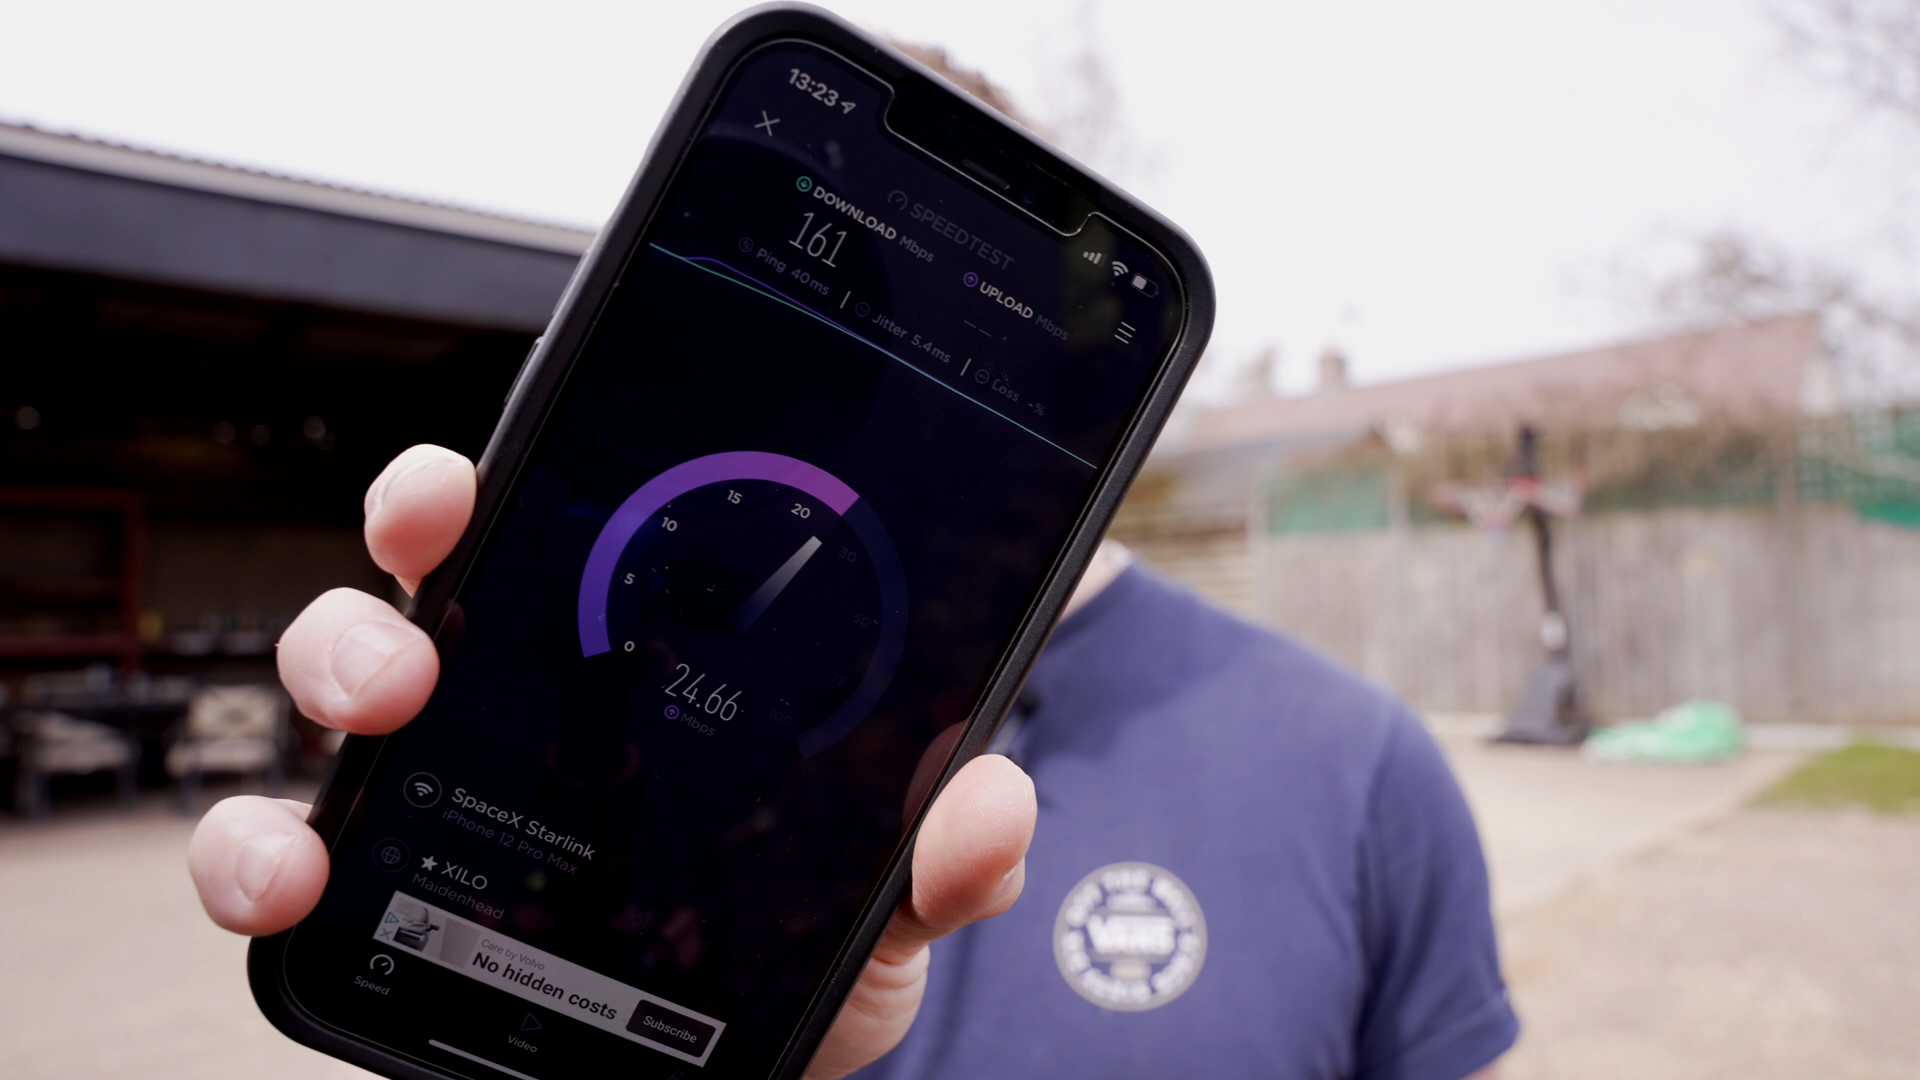 13:23
SPEEDTEST
DOWNLOAD Mbps
161
UPLOAD Mbps
Ping 40 ms | Jitter 5.4 ms | Loss -%
0
5
10
15
20
30
50
75
100
24.66
Mbps
SpaceX Starlink
iPhone 12 Pro Max
XILO
Maidenhead
Care by Volvo
No hidden costs
Subscribe
Speed
Video
VANS